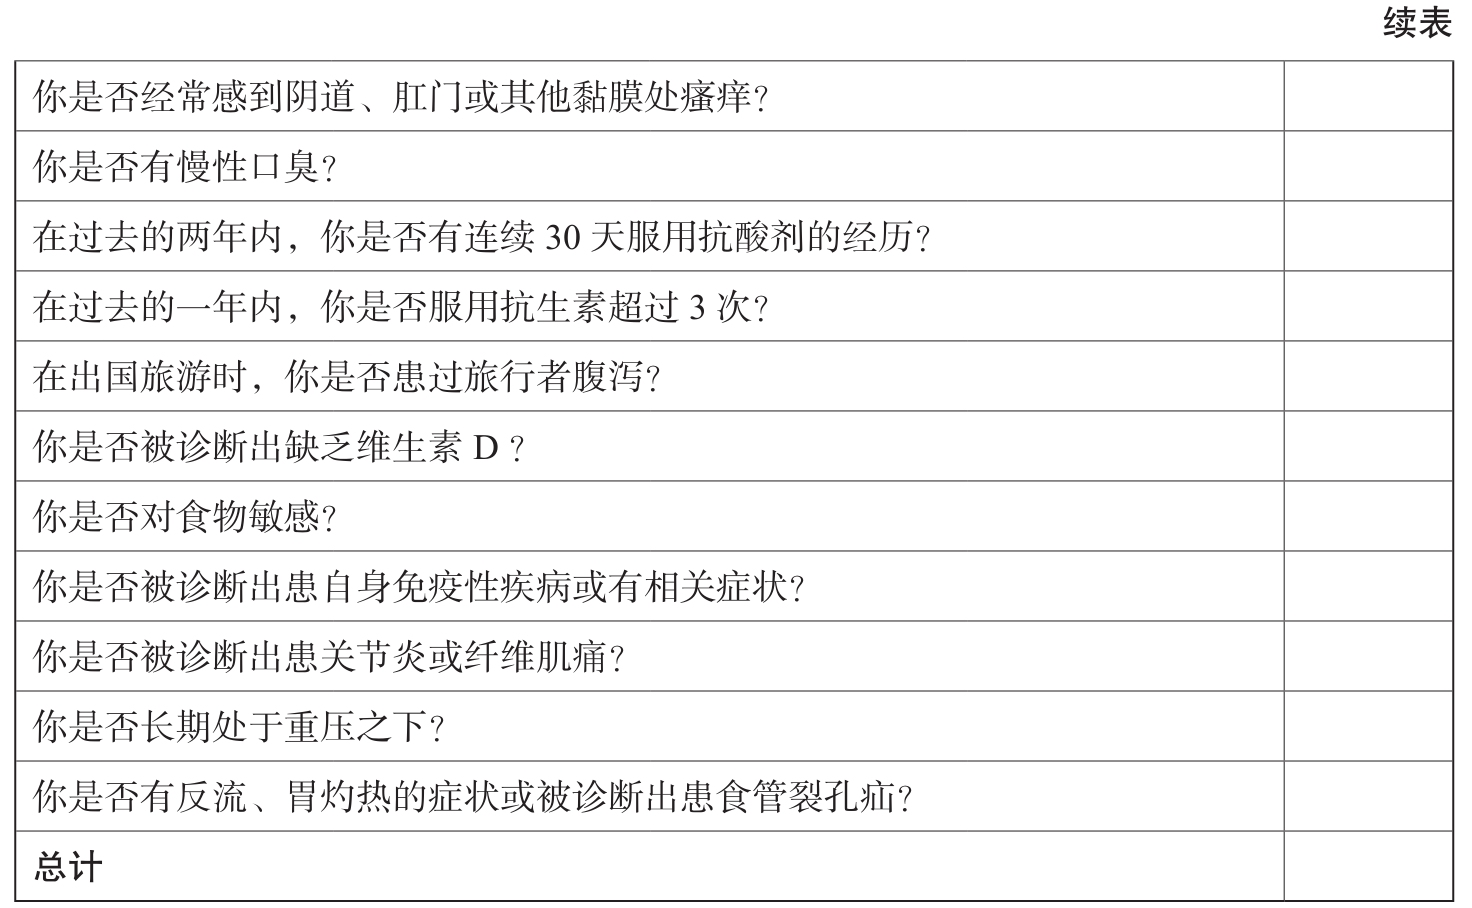 续表
你是否经常感到阴道、肛门或其他黏膜处瘙痒？
你是否有慢性口臭？
在过去的两年内，你是否有连续 30 天服用抗酸剂的经历？
在过去的一年内，你是否服用抗生素超过 3 次？
在出国旅游时，你是否患过旅行者腹泻？
你是否被诊断出缺乏维生素 D ？
你是否对食物敏感？
你是否被诊断出患自身免疫性疾病或有相关症状？
你是否被诊断出患关节炎或纤维肌痛？
你是否长期处于重压之下？
你是否有反流、胃灼热的症状或被诊断出患食管裂孔疝？
总计